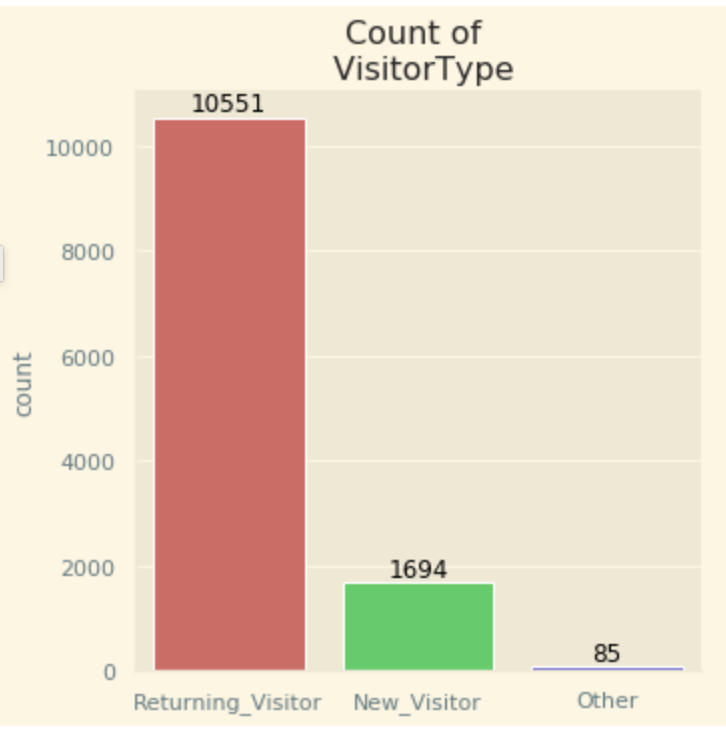 Count of
VisitorType
10551
10000
8000
6000
count
4000
2000
1694
85
0
Returning_Visitor
New_Visitor
Other